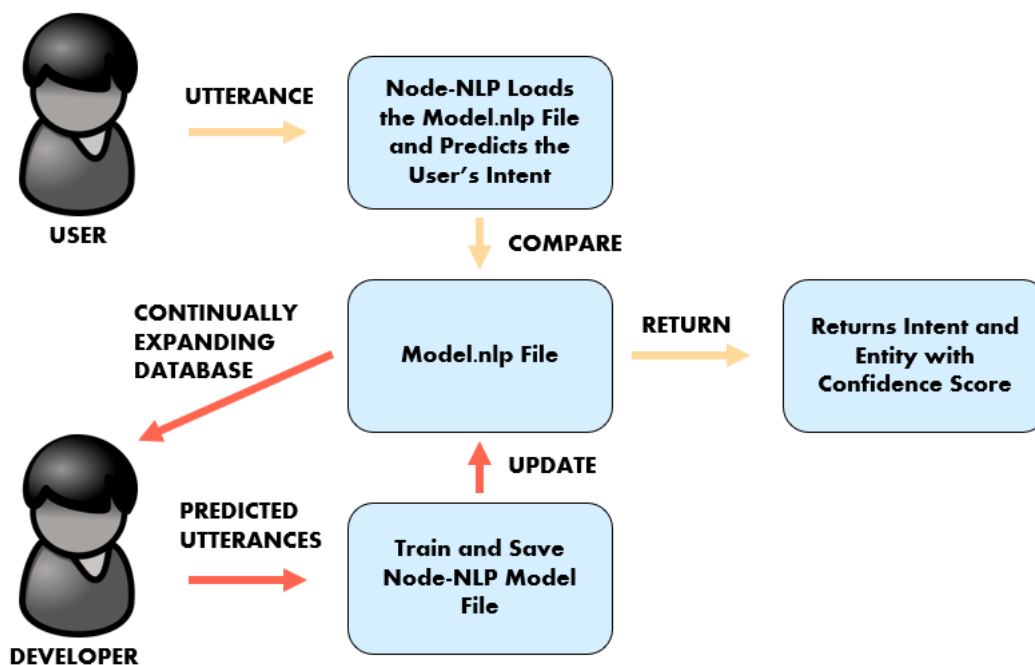 UTTERANCE
Node-NLP Loads
the Model.nlp File
and Predicts the
User's Intent
USER
COMPARE
CONTINUALLY
EXPANDING
DATABASE
Model.nlp File
RETURN
Returns Intent and
Entity with
Confidence Score
UPDATE
PREDICTED
UTTERANCES
Train and Save
Node-NLP Model
File
DEVELOPER